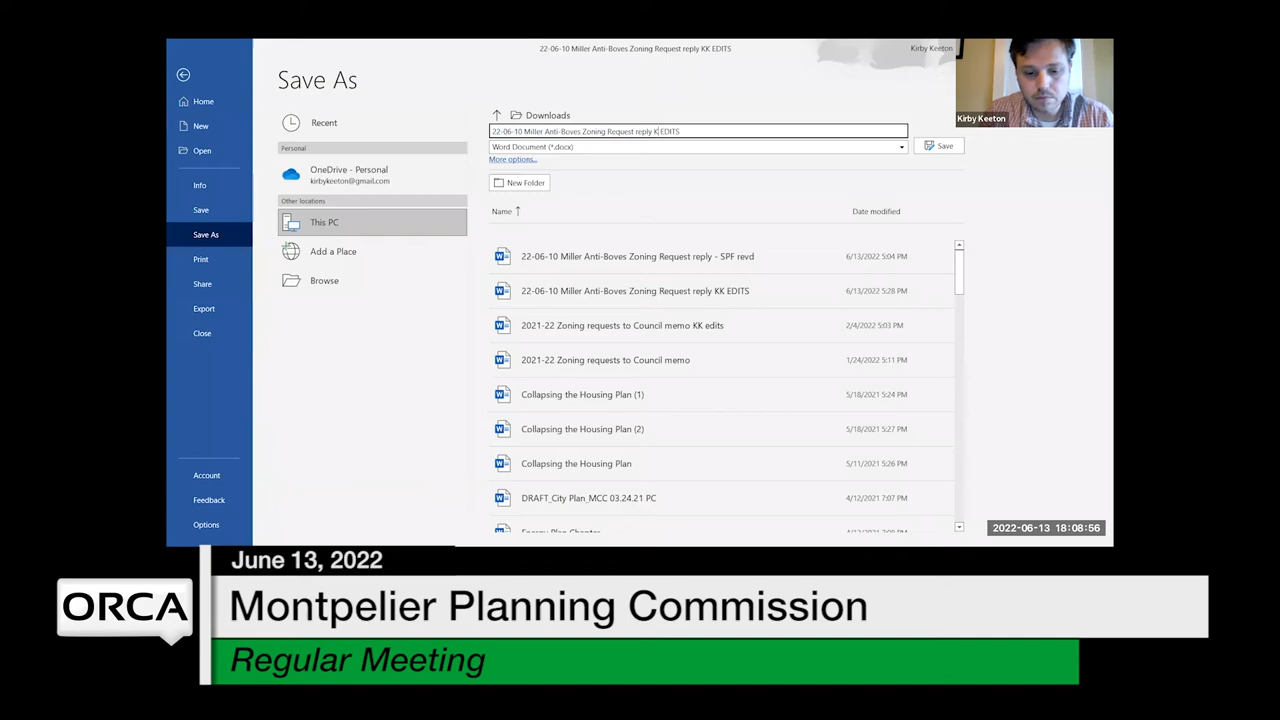 22-06-10 Miller Anti-Boves Zoning Request reply KK EDITS
Kirby Keeton
Kirby Keeton
Save As
Home
New
Open
Info
Save
Save As
Print
Share
Export
Close
Account
Feedback
Options
Recent
Personal
OneDrive - Personal
kirbykeeton@gmail.com
Other locations
This PC
Add a Place
Browse
Downloads
22-06-10 Miller Anti-Boves Zoning Request reply K EDITS
Word Document (*.docx)
Save
More options...
New Folder
Name
Date modified
22-06-10 Miller Anti-Boves Zoning Request reply - SPF revd 6/13/2022 5:04 PM
22-06-10 Miller Anti-Boves Zoning Request reply KK EDITS 6/13/2022 5:28 PM
2021-22 Zoning requests to Council memo KK edits 2/4/2022 5:03 PM
2021-22 Zoning requests to Council memo 1/24/2022 5:11 PM
Collapsing the Housing Plan (1) 5/18/2021 5:24 PM
Collapsing the Housing Plan (2) 5/18/2021 5:27 PM
Collapsing the Housing Plan 5/11/2021 5:26 PM
DRAFT_City Plan_MCC 03.24.21 PC 4/12/2021 7:07 PM
Energy Plan Chapter
2022-06-13 18:08:56
June 13, 2022
ORCA
Montpelier Planning Commission
Regular Meeting